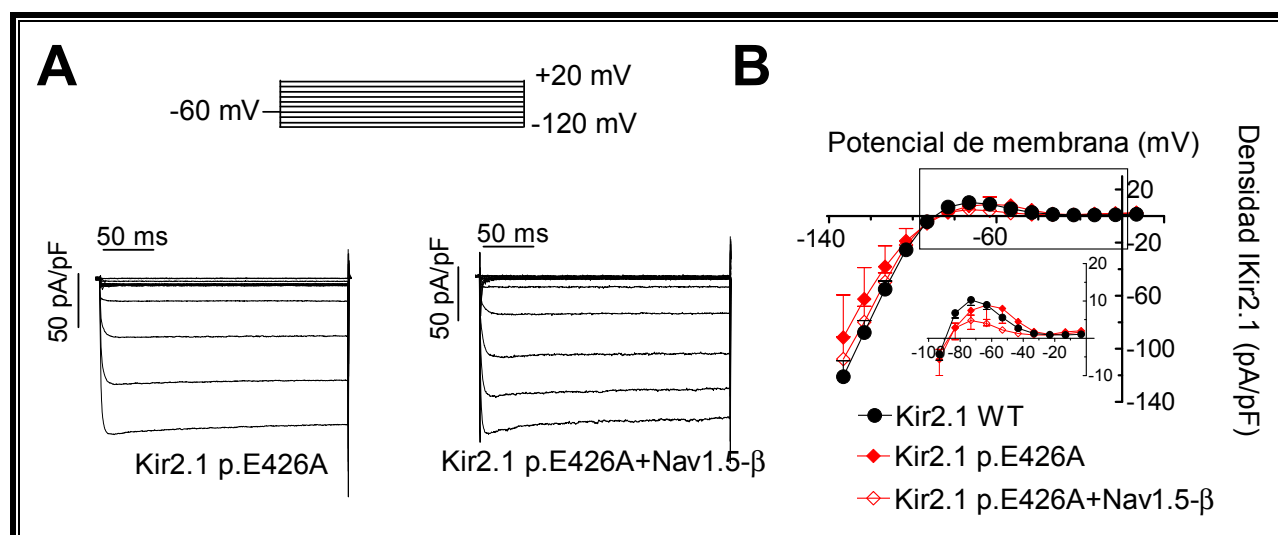 A
+20 mV
-60 mV
-120 mV
50 ms
50 pA/pF
Kir2.1 p.E426A
50 ms
50 pA/pF
Kir2.1 p.E426A+Nav1.5-β
B
Potencial de membrana (mV)
Densidad IKir2.1 (pA/pF)
20
-140
-60
-20
-60
-100
-140
20
10
-100
-80
-60
-40
-20
-10
Kir2.1 WT
Kir2.1 p.E426A
Kir2.1 p.E426A+Nav1.5-β